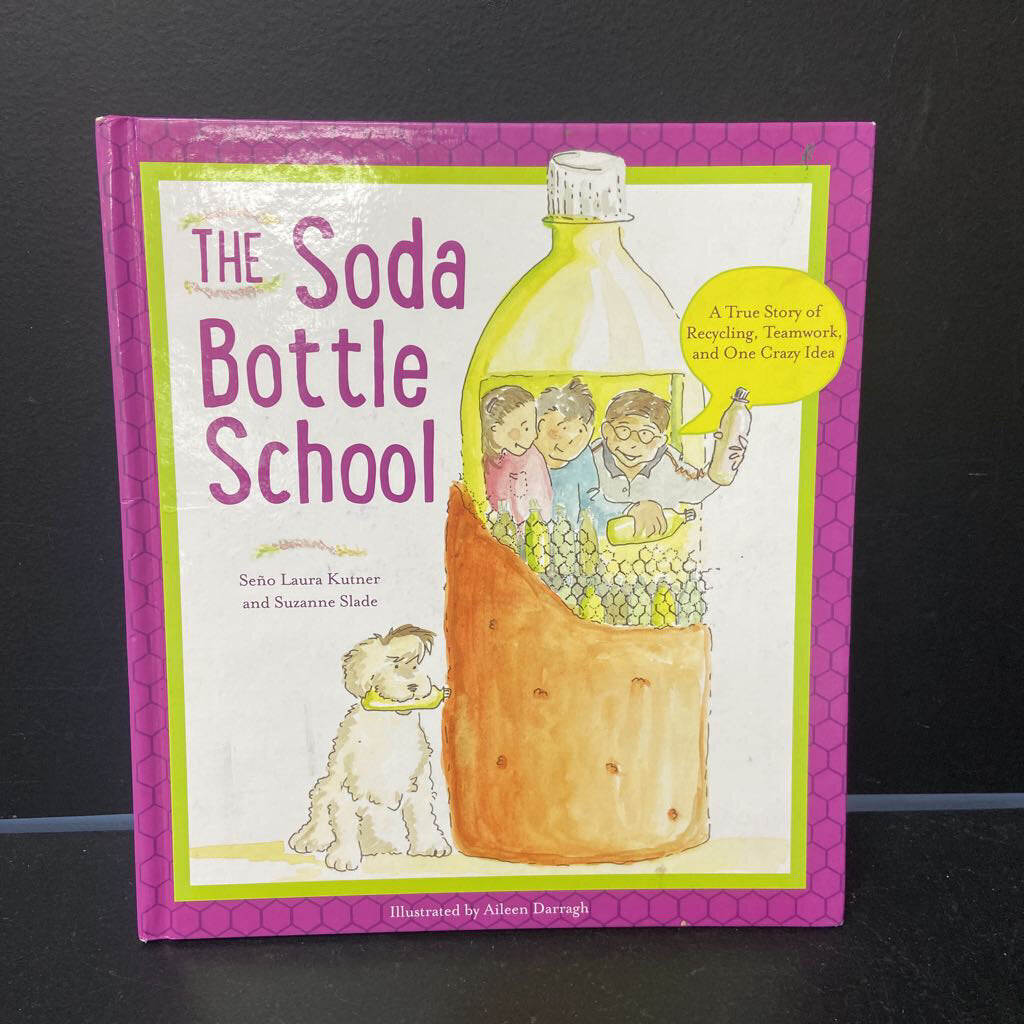 THE Soda
Bottle
School
A True Story of
Recycling, Teamwork,
and One Crazy Idea
Seño Laura Kutner
and Suzanne Slade
Illustrated by Aileen Darragh